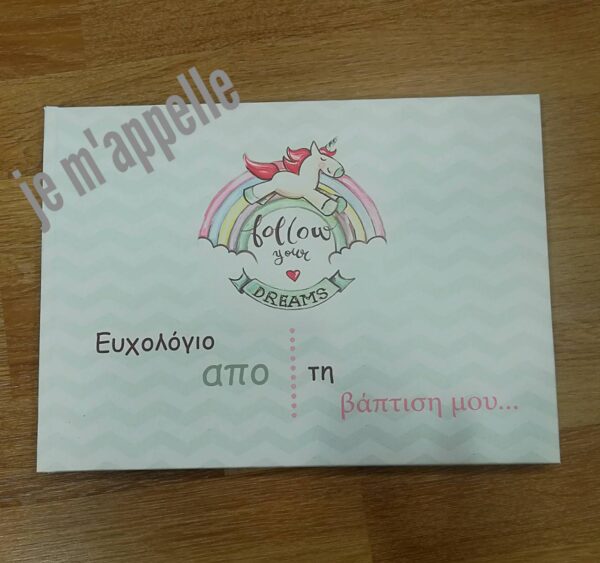 je m'appelle
follow
your
DREAMS
Ευχολόγιο
απο
τη
βάπτιση μου...